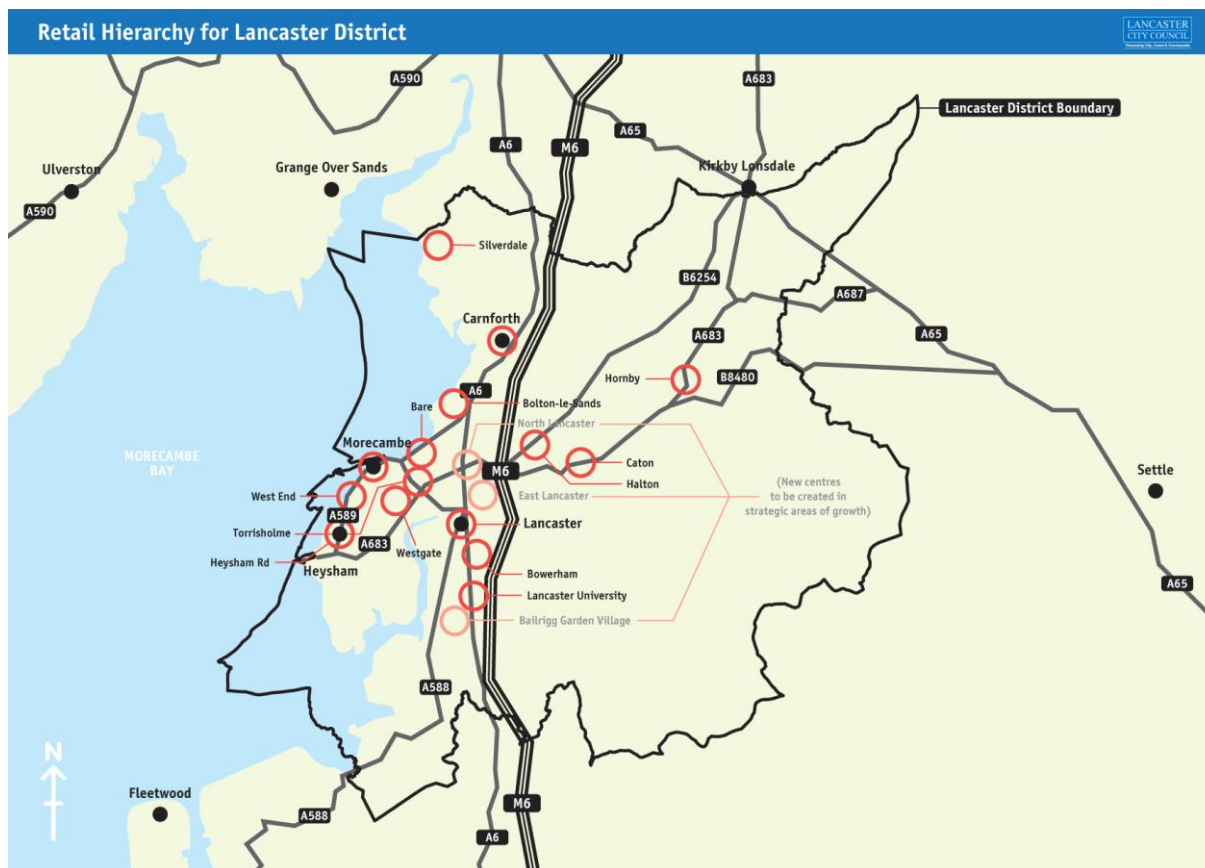 Retail Hierarchy for Lancaster District
LANCASTER
CITY COUNCIL
Promoting City, Coast & Countryside
A590
A683
Lancaster District Boundary
A6
A65
M6
Ulverston
Grange Over Sands
Kirkby Lonsdale
A590
Silverdale
B6254
A687
Carnforth
A683
A65
Hornby
B8480
A6
Bare
Bolton-le-Sands
North Lancaster
Morecambe
MORECAMBE
BAY
M6
Caton
Settle
Halton
(New centres
to be created in
strategic areas of growth)
West End
East Lancaster
A589
Lancaster
Torrisholme
A683
Westgate
Heysham Rd
Heysham
Bowerham
A65
Lancaster University
Bailrigg Garden Village
A588
N
Fleetwood
M6
A588
A6